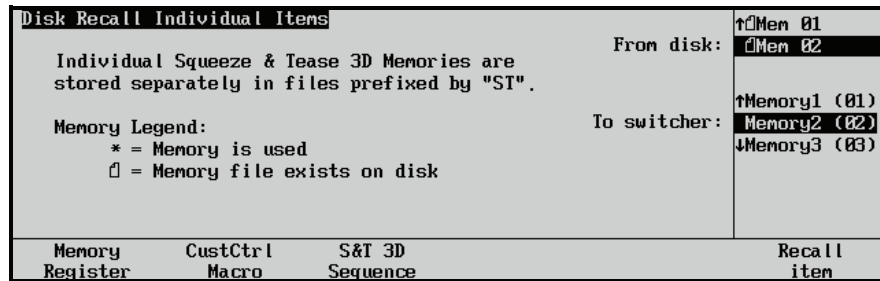 Disk Recall Individual Items
Individual Squeeze & Tease 3D Memories are
stored separately in files prefixed by "ST".
Memory Legend:
* = Memory is used
= Memory file exists on disk
From disk:
↑Mem 01
Mem 02
To switcher:
↑Memory1 (01)
Memory2 (02)
↓Memory3 (03)
Memory Register
CustCtrl Macro
S&T 3D Sequence
Recall item